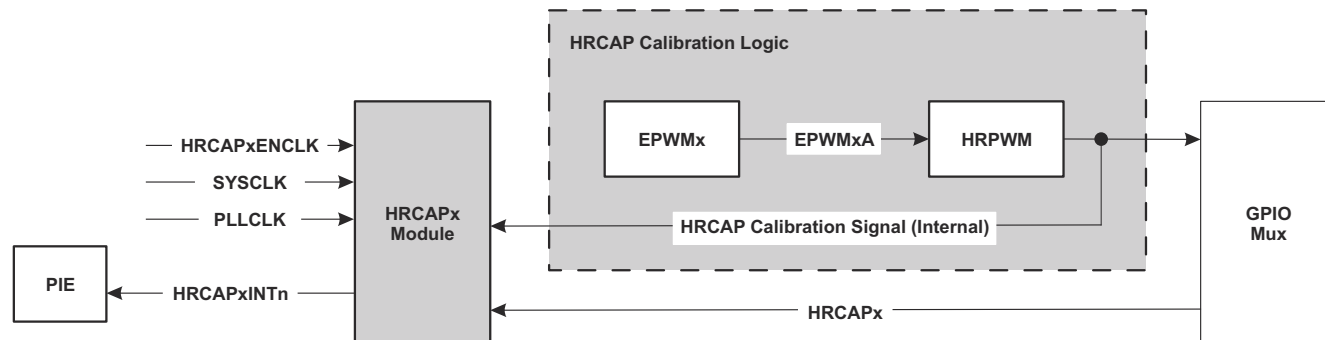 HRCAP Calibration Logic
EPWMx
EPWMxA
HRPWM
HRCAPxENCLK
SYSCLK
PLLCLK
HRCAPx
Module
HRCAP Calibration Signal (Internal)
GPIO
Mux
PIE
HRCAPxINTn
HRCAPx